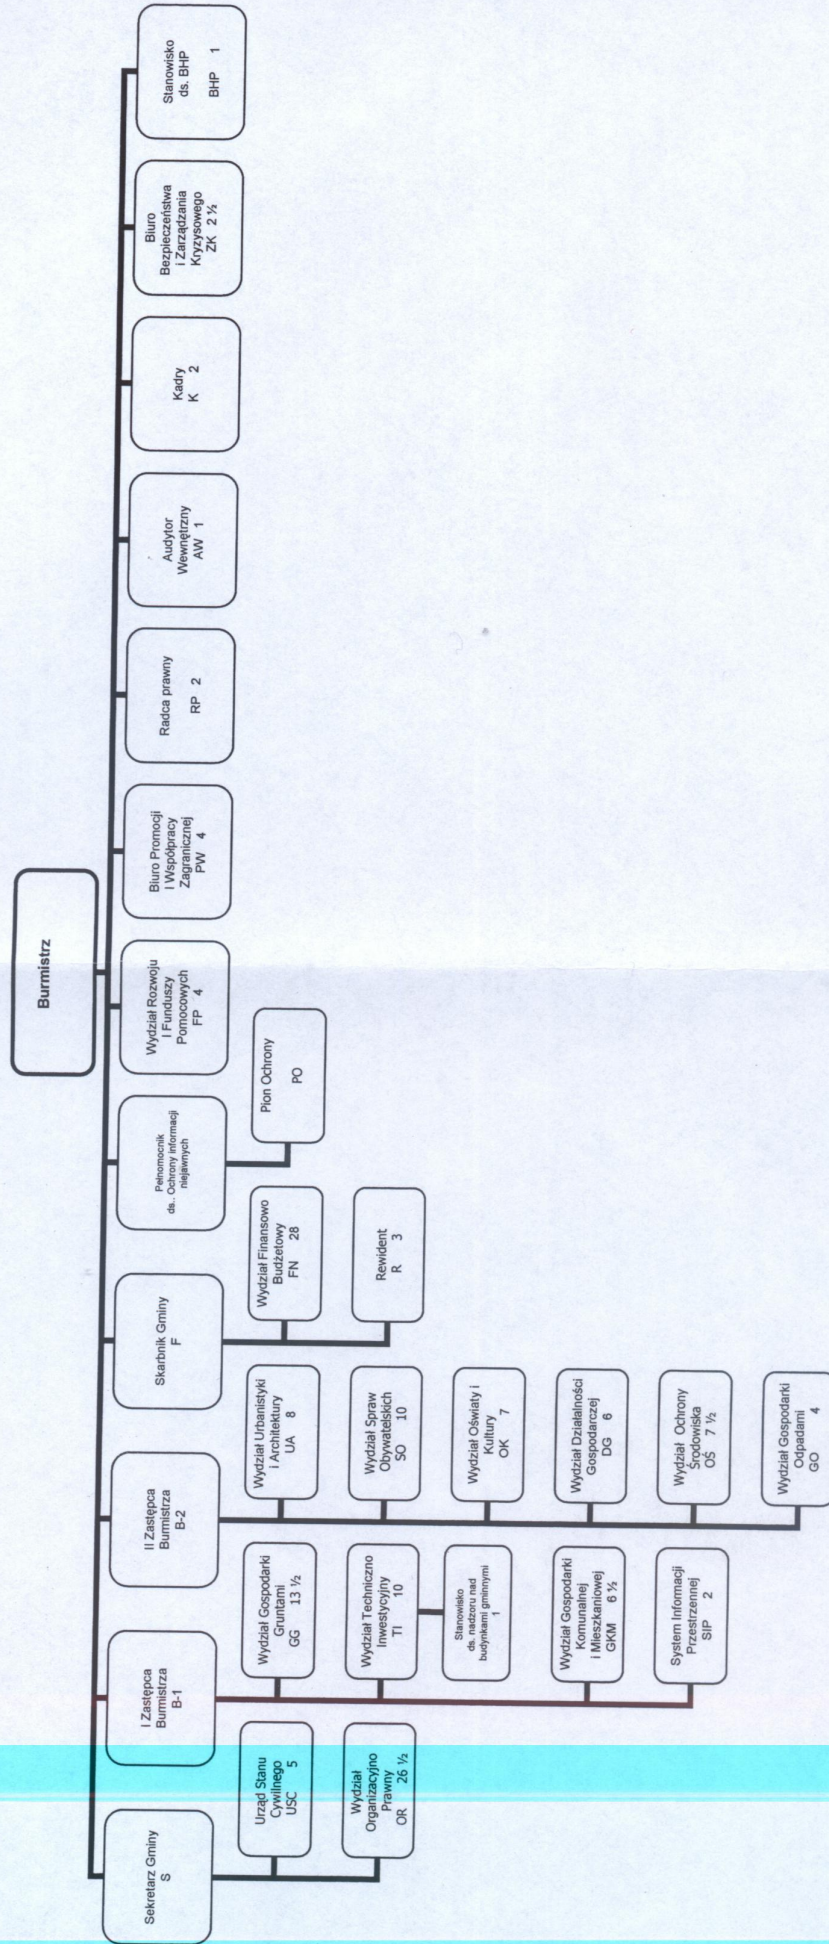 Burmistrz
Sekretarz Gminy
S
I Zastępca
Burmistrza
B-1
II Zastępca
Burmistrza
B-2
Skarbnik Gminy
F
Pełnomocnik
ds.. Ochrony informacji
niejawnych
Wydział Rozwoju
I Funduszy
Pomocowych
FP 4
Biuro Promocji
I Współpracy
Zagranicznej
PW 4
Radca prawny
RP 2
Audytor
Wewnętrzny
AW 1
Kadry
K 2
Biuro
Bezpieczeństwa
i Zarządzania
Kryzysowego
ZK 2 ½
Stanowisko
ds. BHP
BHP 1
Urząd Stanu
Cywilnego
USC 5
Wydział
Organizacyjno
Prawny
OR 26 ½
Wydział Gospodarki
Gruntami
GG 13 ½
Wydział Techniczno
Inwestycyjny
TI 10
Stanowisko
ds. nadzoru nad
budynkami gminnymi
1
Wydział Gospodarki
Komunalnej
i Mieszkaniowej
GKM 6 ½
System Informacji
Przestrzennej
SIP 2
Wydział Urbanistyki
i Architektury
UA 8
Wydział Spraw
Obywatelskich
SO 10
Wydział Oświaty i
Kultury
OK 7
Wydział Działalności
Gospodarczej
DG 6
Wydział Ochrony
Środowiska
OŚ 7 ½
Wydział Gospodarki
Odpadami
GO 4
Wydział Finansowo
Budżetowy
FN 28
Rewident
R 3
Pion Ochrony
PO